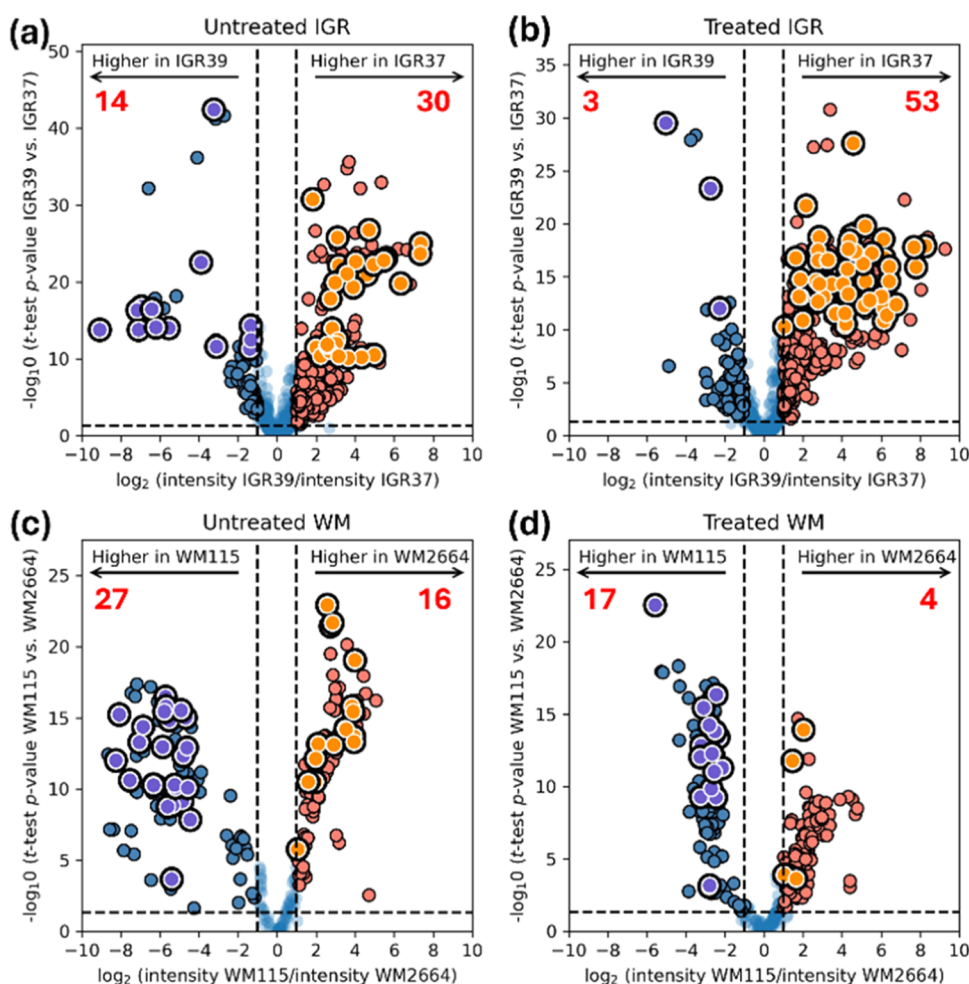 (a) Untreated IGR
Higher in IGR39 Higher in IGR37
14 30
-log10 (t-test p-value IGR39 vs. IGR37)
50
40
30
20
10
0
−10 −8 −6 −4 −2 0 2 4 6 8 10
log₂ (intensity IGR39/intensity IGR37)
(b) Treated IGR
Higher in IGR39 Higher in IGR37
3 53
-log10 (t-test p-value IGR39 vs. IGR37)
35
30
25
20
15
10
5
0
−10 −8 −6 −4 −2 0 2 4 6 8 10
log₂ (intensity IGR39/intensity IGR37)
(c) Untreated WM
Higher in WM115 Higher in WM2664
27 16
-log10 (t-test p-value WM115 vs. WM2664)
25
20
15
10
5
0
−10 −8 −6 −4 −2 0 2 4 6 8 10
log₂ (intensity WM115/intensity WM2664)
(d) Treated WM
Higher in WM115 Higher in WM2664
17 4
-log10 (t-test p-value WM115 vs. WM2664)
25
20
15
10
5
0
−10 −8 −6 −4 −2 0 2 4 6 8 10
log₂ (intensity WM115/intensity WM2664)